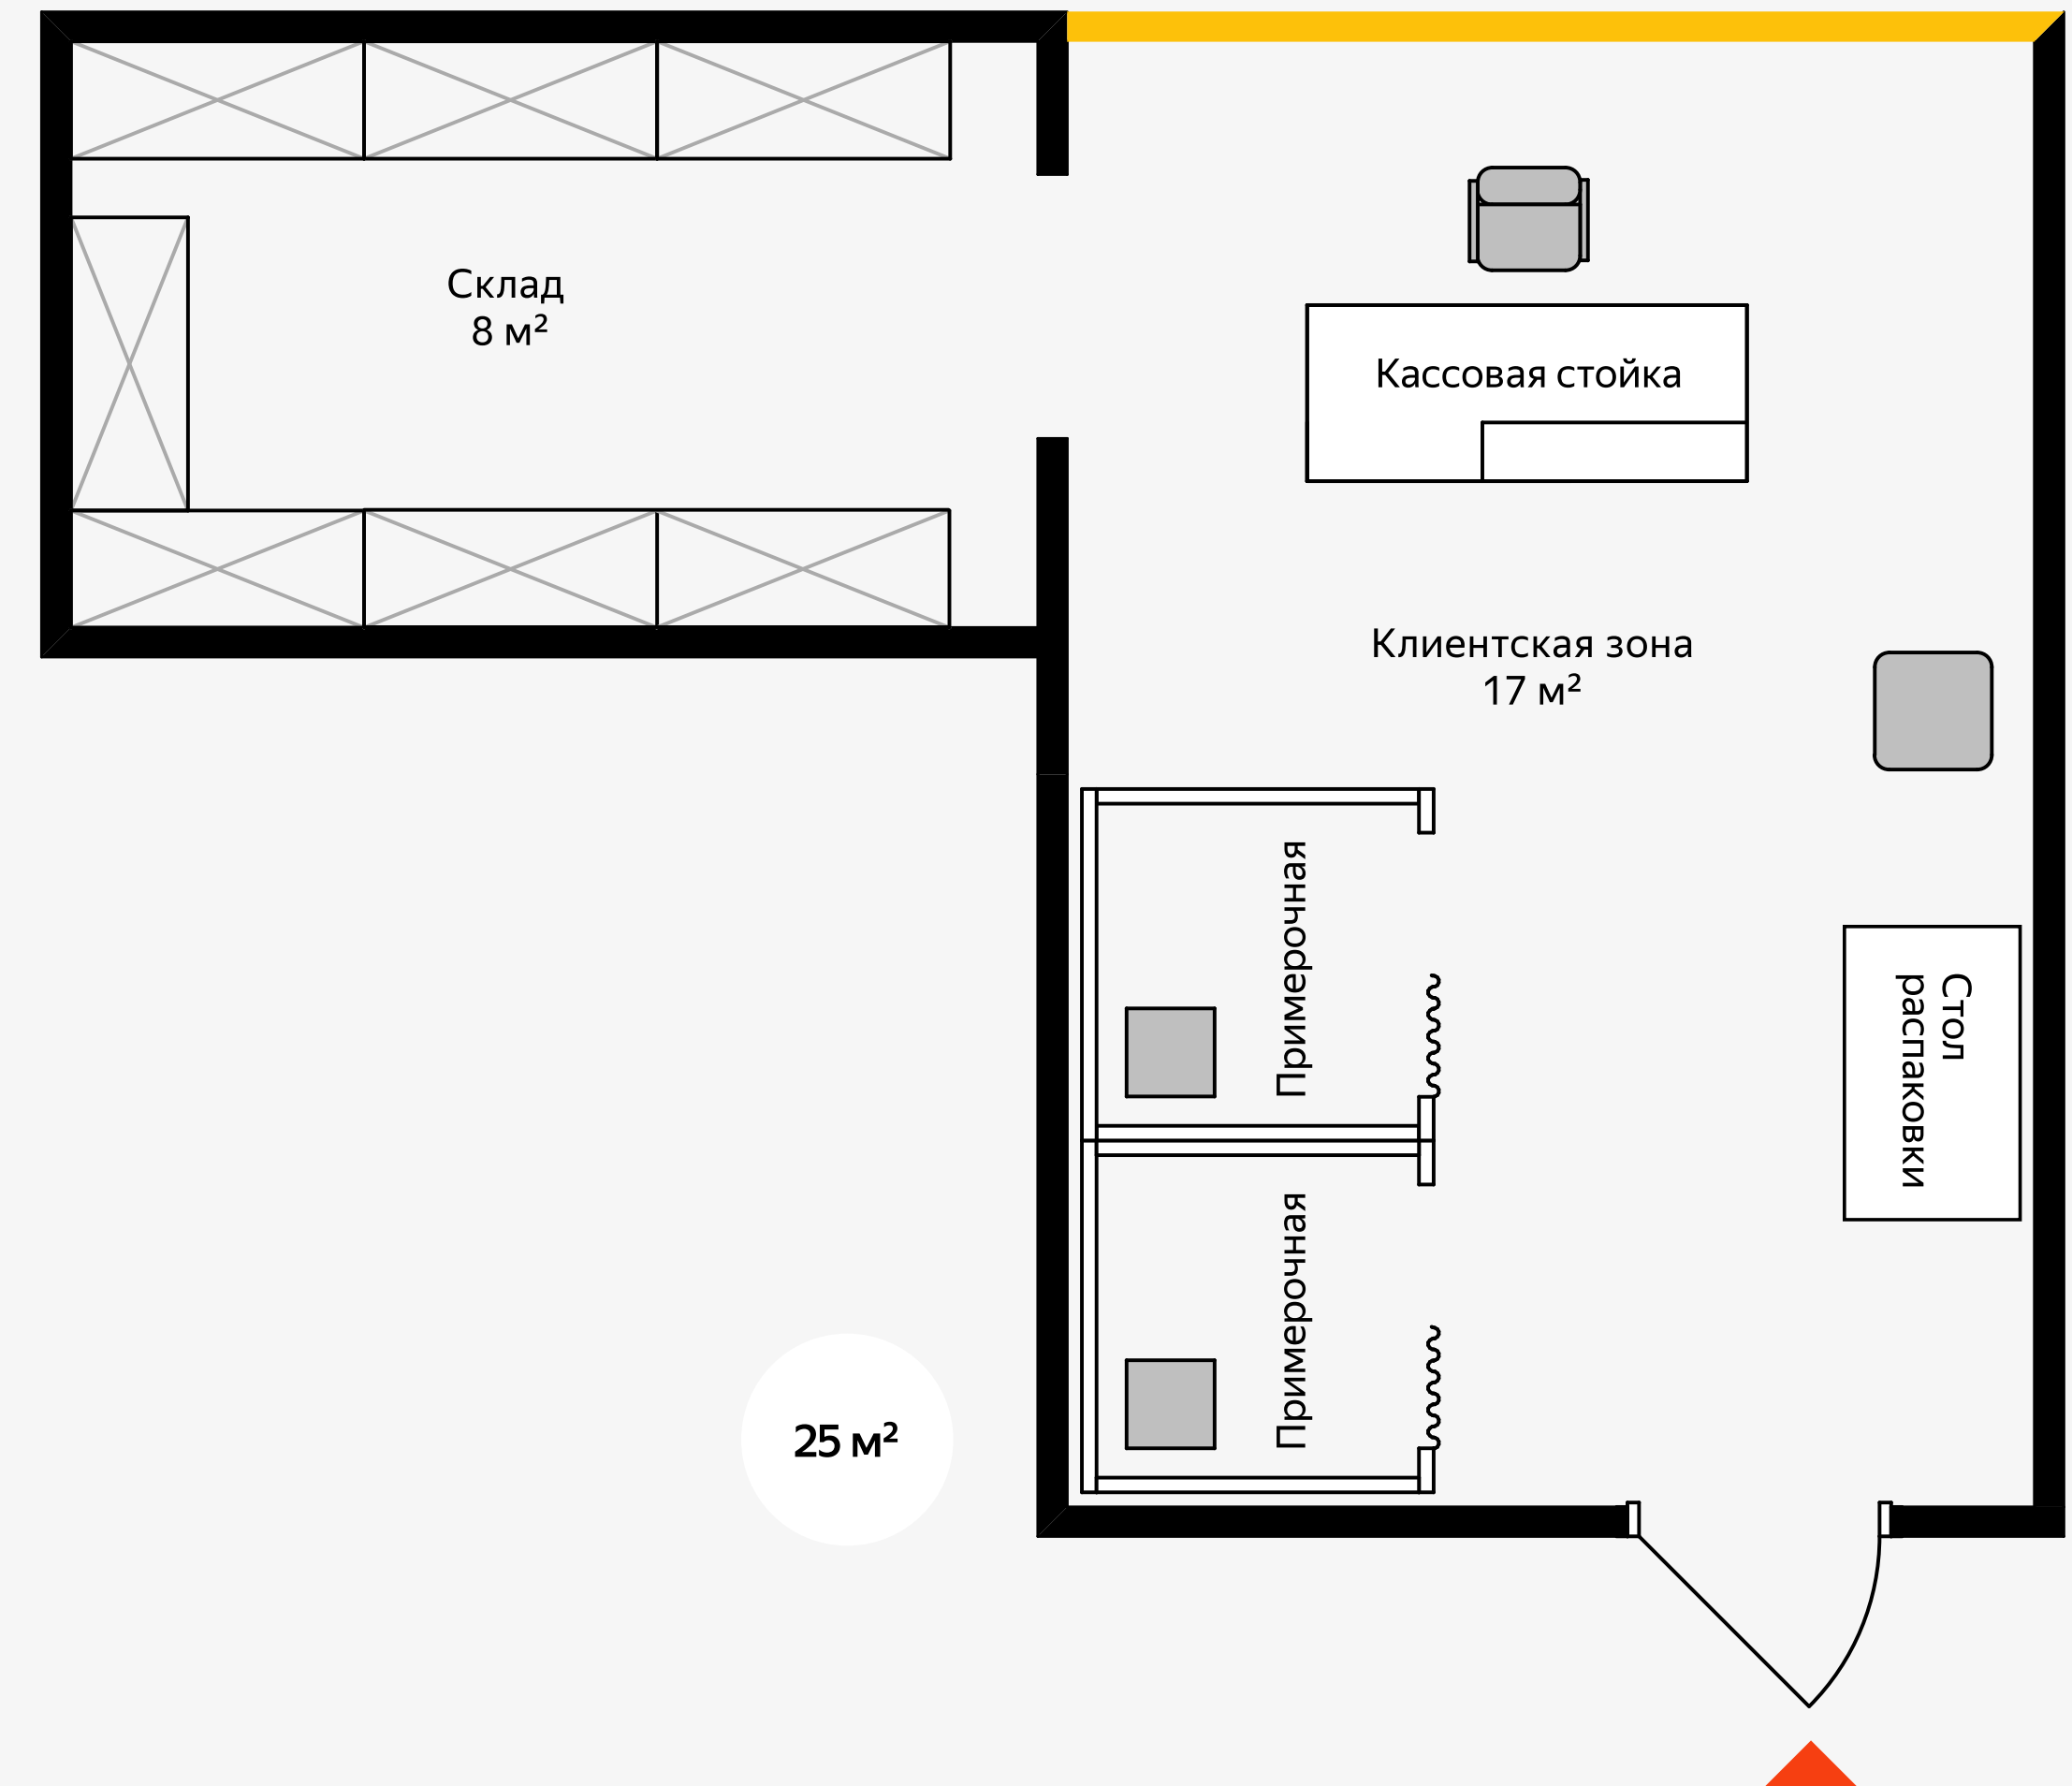 Склад
8 м²
Кассовая стойка
Клиентская зона
17 м²
Примерочная
Стол
распаковки
Примерочная
25 м²